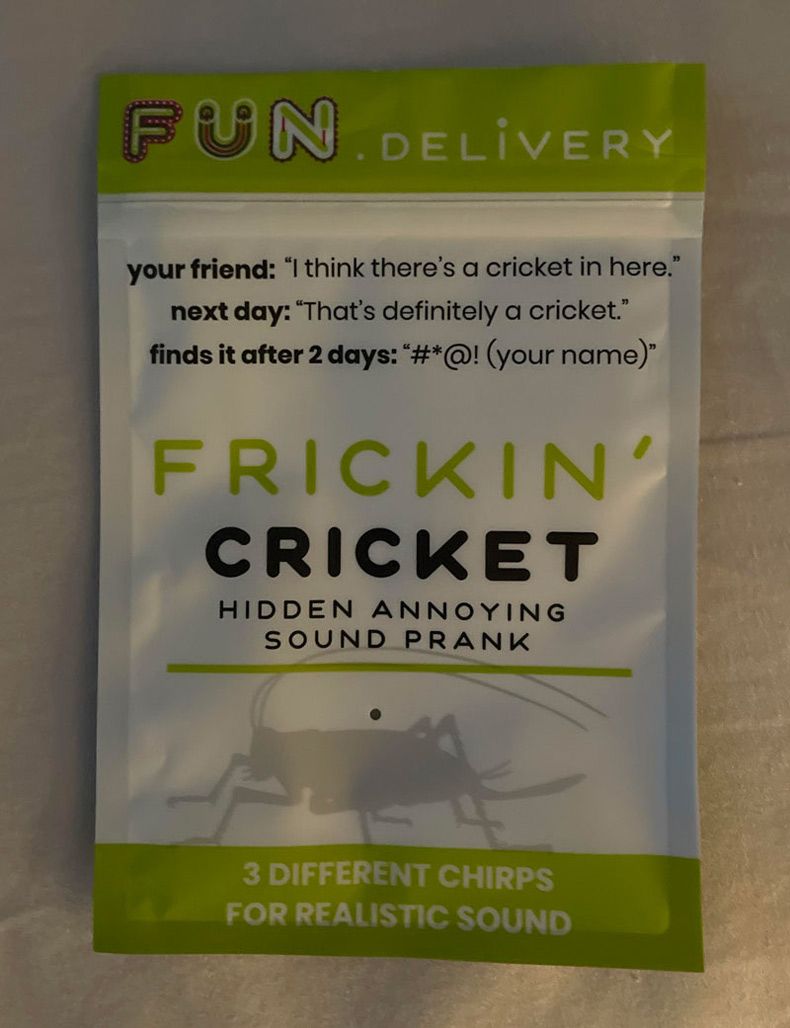 FUN.DELiVERY
your friend: “I think there’s a cricket in here.”
next day: “That’s definitely a cricket.”
finds it after 2 days: “#*@! (your name)”
FRICKIN’
CRICKET
HIDDEN ANNOYING
SOUND PRANK
3 DIFFERENT CHIRPS
FOR REALISTIC SOUND